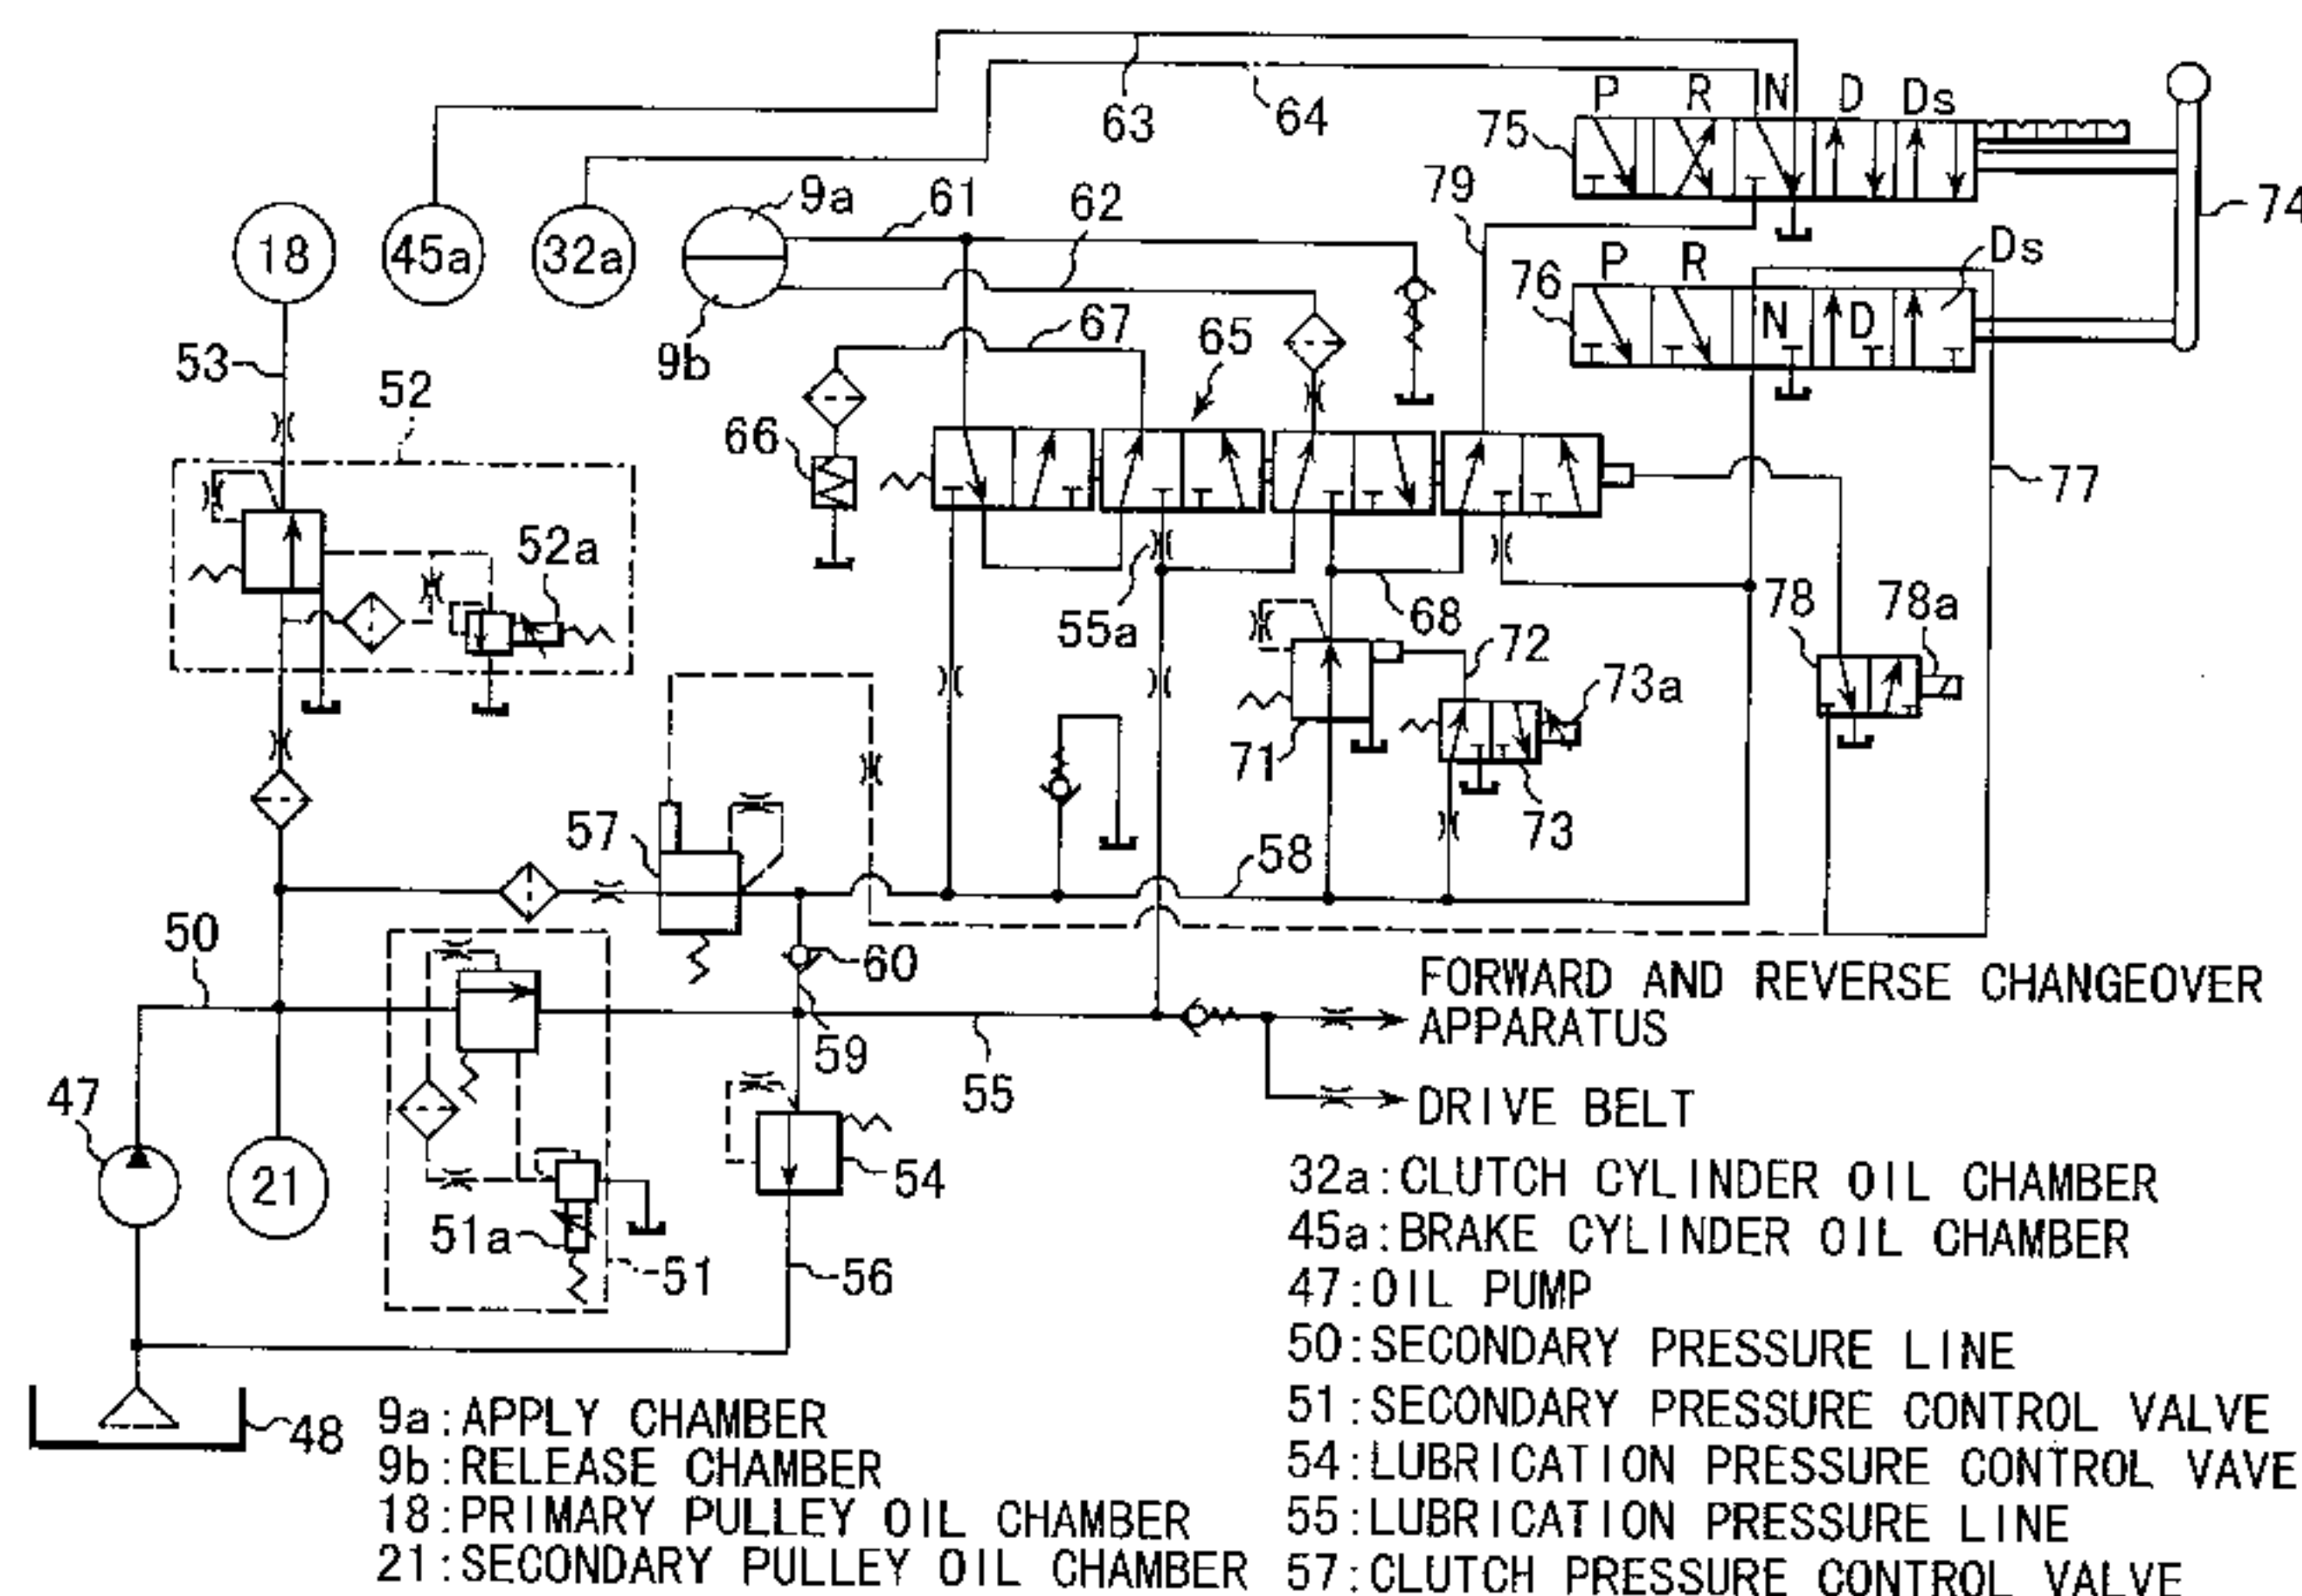 63
64
P R N D Ds
75
79
74
9a
61
62
18
45a
32a
P R
Ds
76
N D
9b
67
65
53
52
66
77
52a
55a
68
78
78a
72
73a
71
73
57
58
50
60
FORWARD AND REVERSE CHANGEOVER
APPARATUS
59
55
47
DRIVE BELT
21
54
51a
51
56
48
9a:APPLY CHAMBER
9b:RELEASE CHAMBER
18:PRIMARY PULLEY OIL CHAMBER
21:SECONDARY PULLEY OIL CHAMBER
32a:CLUTCH CYLINDER OIL CHAMBER
45a:BRAKE CYLINDER OIL CHAMBER
47:OIL PUMP
50:SECONDARY PRESSURE LINE
51:SECONDARY PRESSURE CONTROL VALVE
54:LUBRICATION PRESSURE CONTROL VAVE
55:LUBRICATION PRESSURE LINE
57:CLUTCH PRESSURE CONTROL VALVE